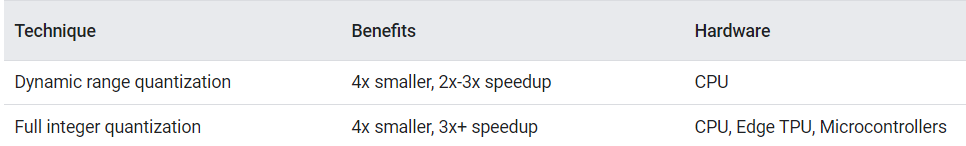 Technique Benefits Hardware
Dynamic range quantization 4x smaller, 2x-3x speedup CPU
Full integer quantization 4x smaller, 3x+ speedup CPU, Edge TPU, Microcontrollers